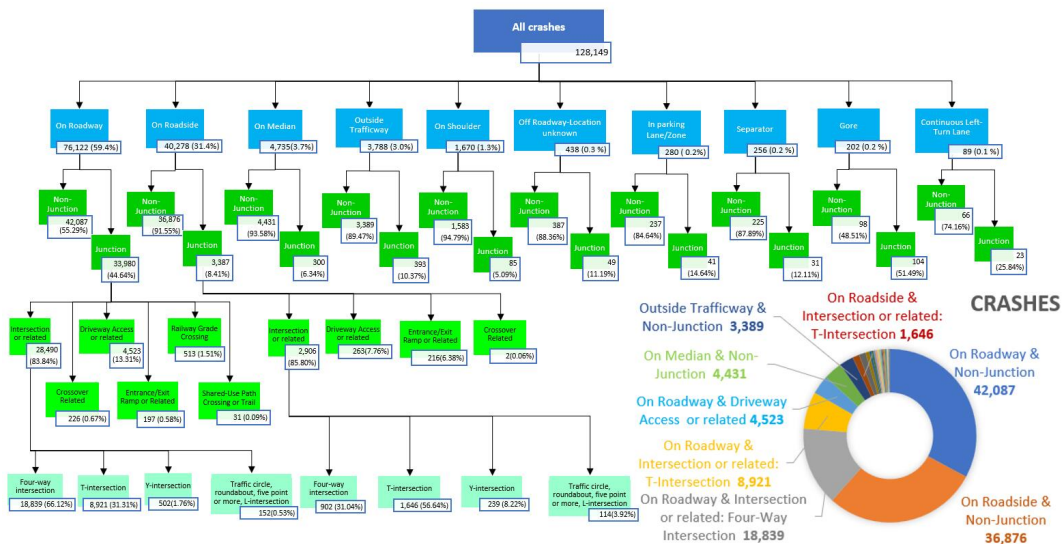 All crashes
128,149
On Roadway
76,122 (59.4%)
On Roadside
40,278 (31.4%)
On Median
4,735(3.7%)
Outside
Trafficway
3,788 (3.0%)
On Shoulder
1,670 (1.3%)
Off Roadway-Location
unknown
438 (0.3 %)
In parking
Lane/Zone
280 ( 0.2%)
Separator
256 (0.2 %)
Gore
202 (0.2 %)
Continuous Left-
Turn Lane
89 (0.1 %)
Non-
Junction
42,087
(55.29%)
Junction
33,980
(44.64%)
Non-
Junction
36,876
(91.55%)
Junction
3,387
(8.41%)
Non-
Junction
4,431
(93.58%)
Junction
300
(6.34%)
Non-
Junction
3,389
(89.47%)
Junction
393
(10.37%)
Non-
Junction
1,583
(94.79%)
Junction
85
(5.09%)
Non-
Junction
387
(88.36%)
Junction
49
(11.19%)
Non-
Junction
237
(84.64%)
Junction
41
(14.64%)
Non-
Junction
225
(87.89%)
Junction
31
(12.11%)
Non-
Junction
98
(48.51%)
Junction
104
(51.49%)
Non-
Junction
66
(74.16%)
Junction
23
(25.84%)
Intersection
or related
28,490
(83.84%)
Driveway Access
or related
4,523
(13.31%)
Railway Grade
Crossing
513 (1.51%)
Crossover
Related
226 (0.67%)
Entrance/Exit
Ramp or Related
197 (0.58%)
Shared-Use Path
Crossing or Trail
31 (0.09%)
Intersection
or related
2,906
(85.80%)
Driveway Access
or related
263(7.76%)
Entrance/Exit
Ramp or Related
216(6.38%)
Crossover
Related
2(0.06%)
Four-way
intersection
18,839 (66.12%)
T-intersection
8,921 (31.31%)
Y-intersection
502(1.76%)
Traffic circle,
roundabout, five point
or more, L-intersection
152(0.53%)
Four-way
intersection
902 (31.04%)
T-intersection
1,646 (56.64%)
Y-intersection
239 (8.22%)
Traffic circle,
roundabout, five point
or more, L-intersection
114(3.92%)
CRASHES
Outside Trafficway &
Non-Junction 3,389
On Roadside &
Intersection or related:
T-Intersection 1,646
On Median & Non-
Junction 4,431
On Roadway &
Non-Junction
42,087
On Roadway & Driveway
Access or related 4,523
On Roadway &
Intersection or related:
T-Intersection 8,921
On Roadway & Intersection
or related: Four-Way
Intersection 18,839
On Roadside &
Non-Junction
36,876